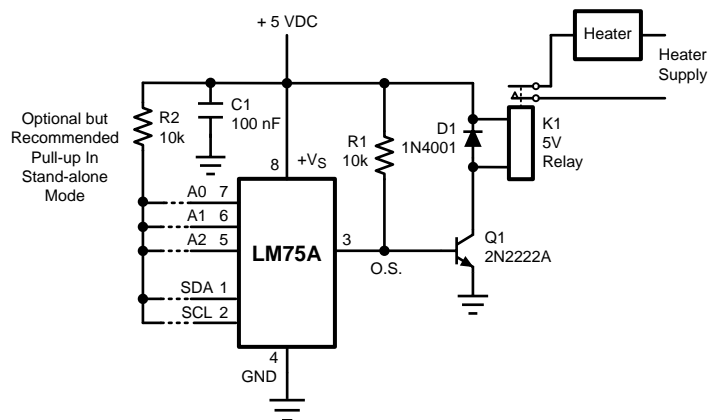 + 5 VDC
Heater
Heater
Supply
Optional but
Recommended
Pull-up In
Stand-alone
Mode
R2
10k
C1
100 nF
R1
10k
D1
1N4001
K1
5V
Relay
8
+VS
A0 7
A1 6
A2 5
LM75A
3
O.S.
Q1
2N2222A
SDA 1
SCL 2
4
GND